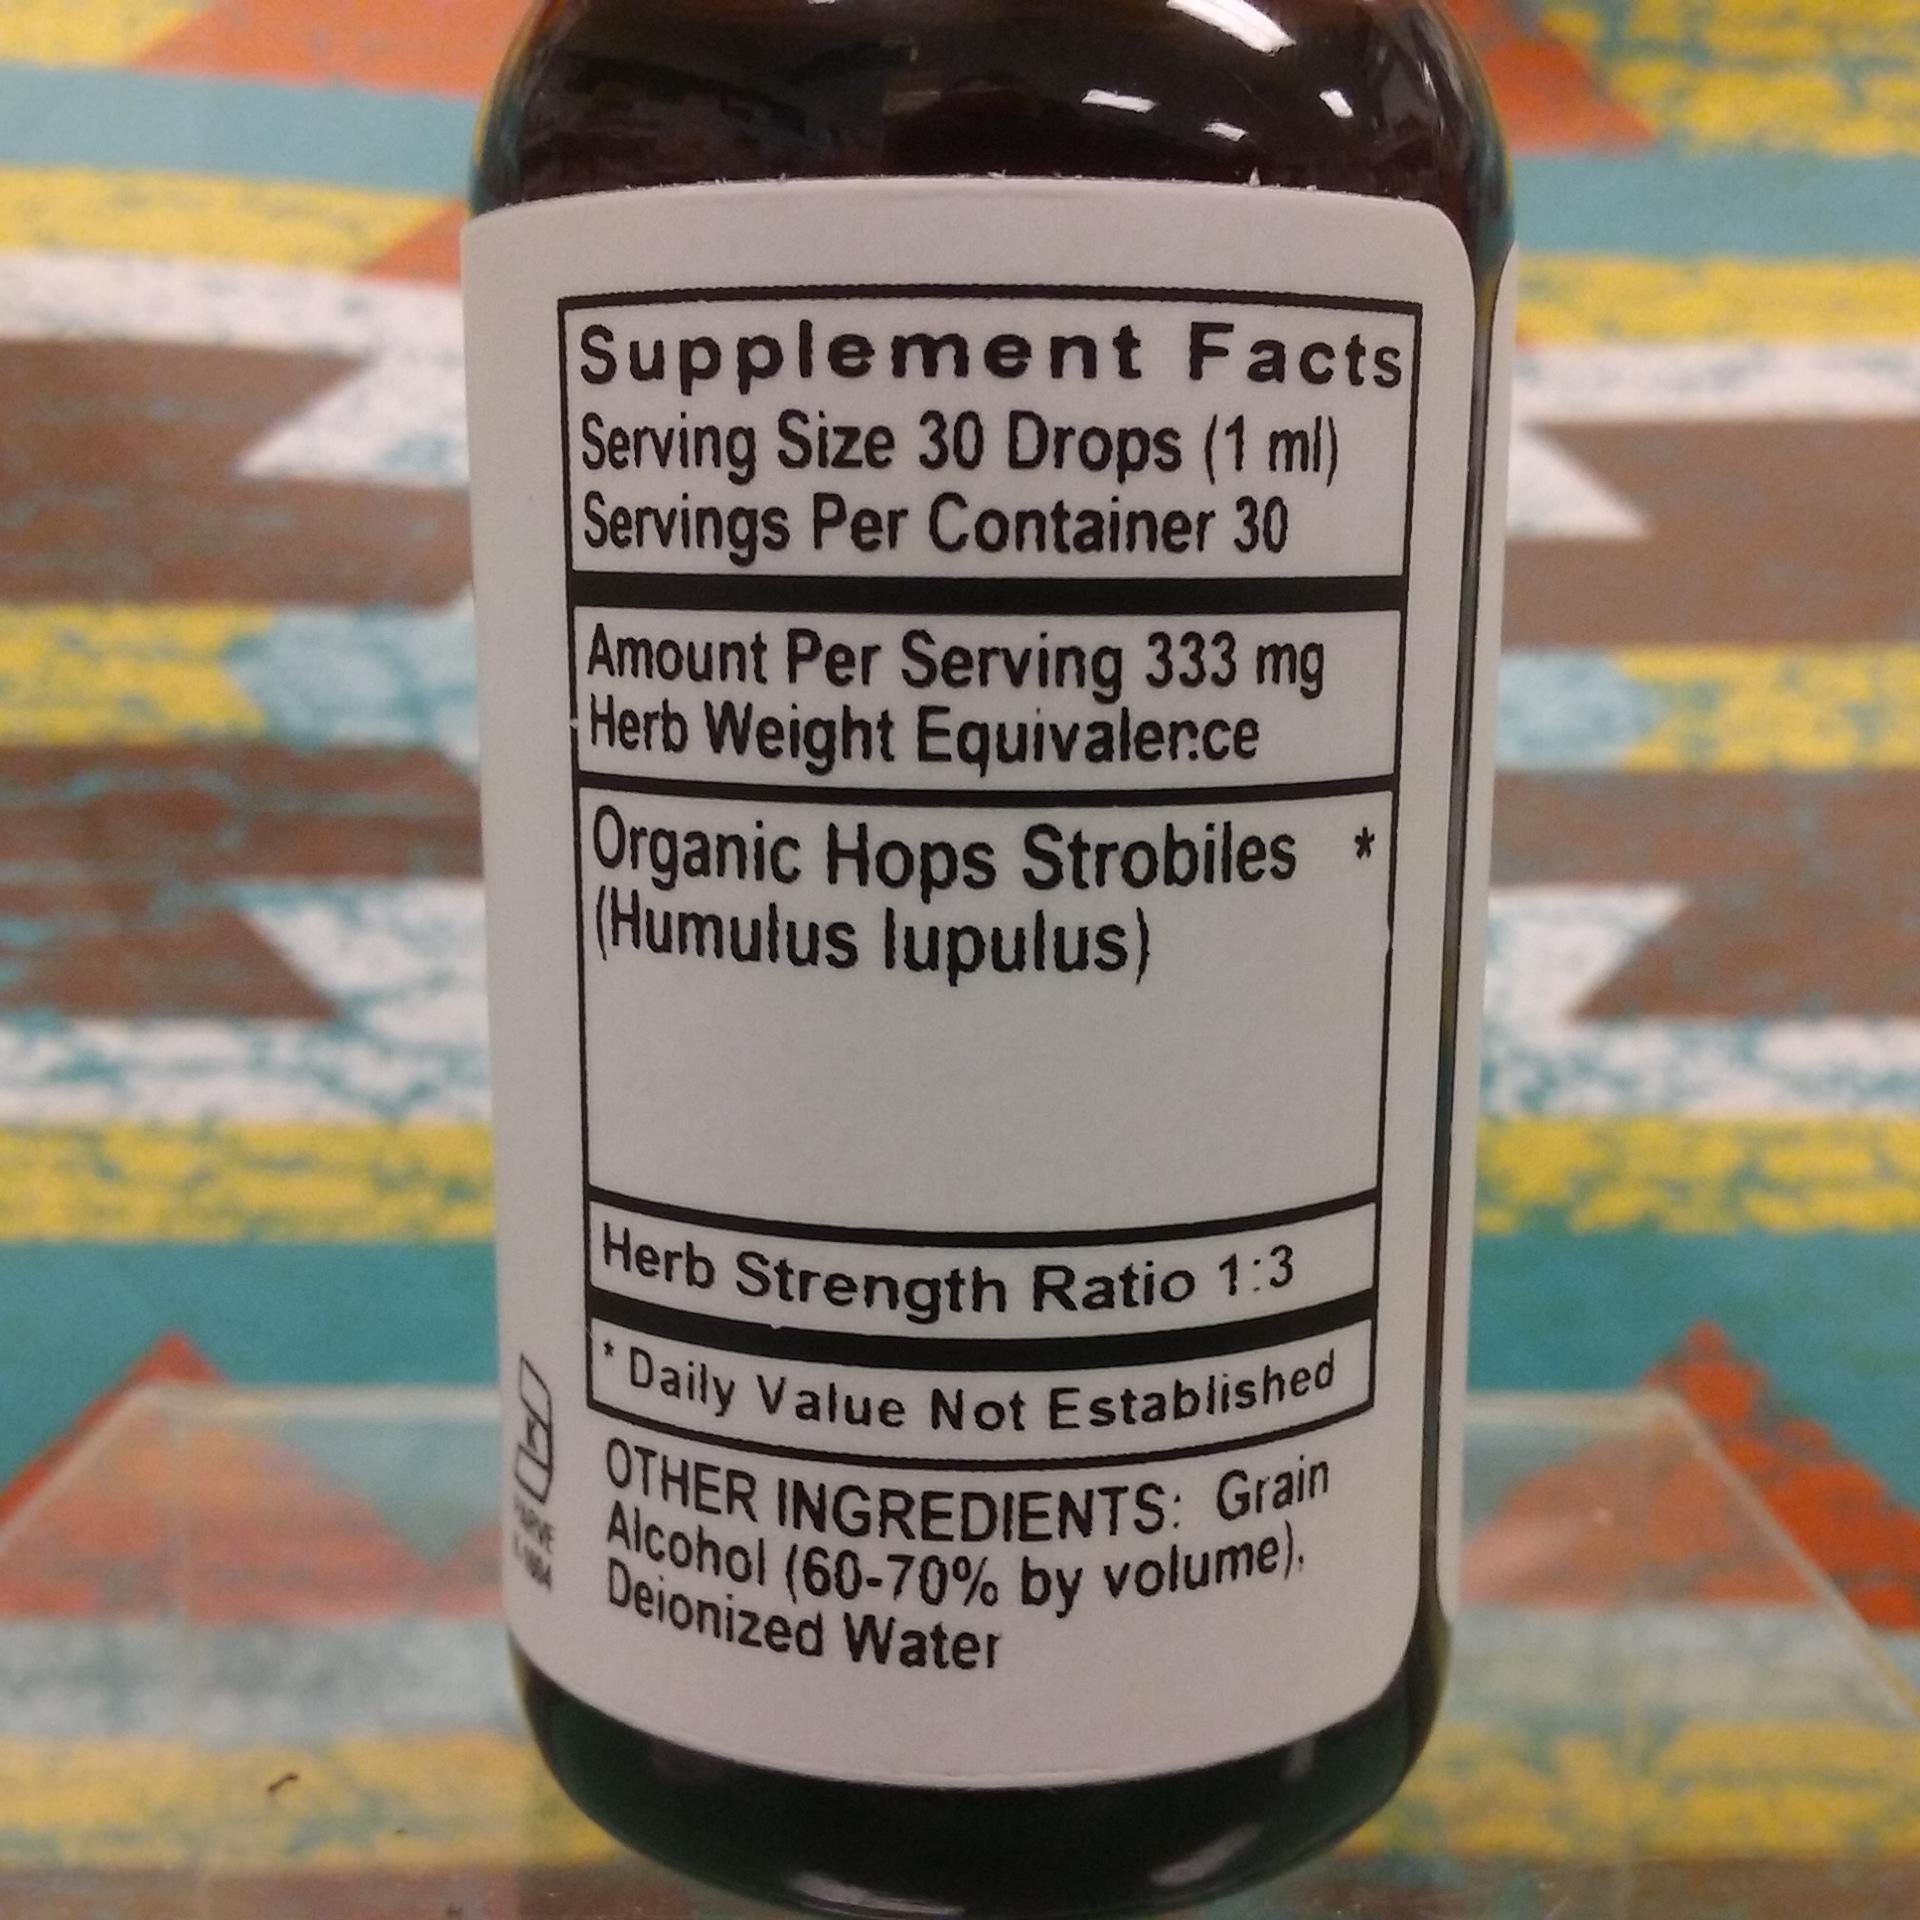 Supplement Facts
Serving Size 30 Drops (1 ml)
Servings Per Container 30
Amount Per Serving 333 mg
Herb Weight Equivalence
Organic Hops Strobiles *
(Humulus lupulus)
Herb Strength Ratio 1:3
* Daily Value Not Established
OTHER INGREDIENTS: Grain
Alcohol (60-70% by volume),
Deionized Water
K